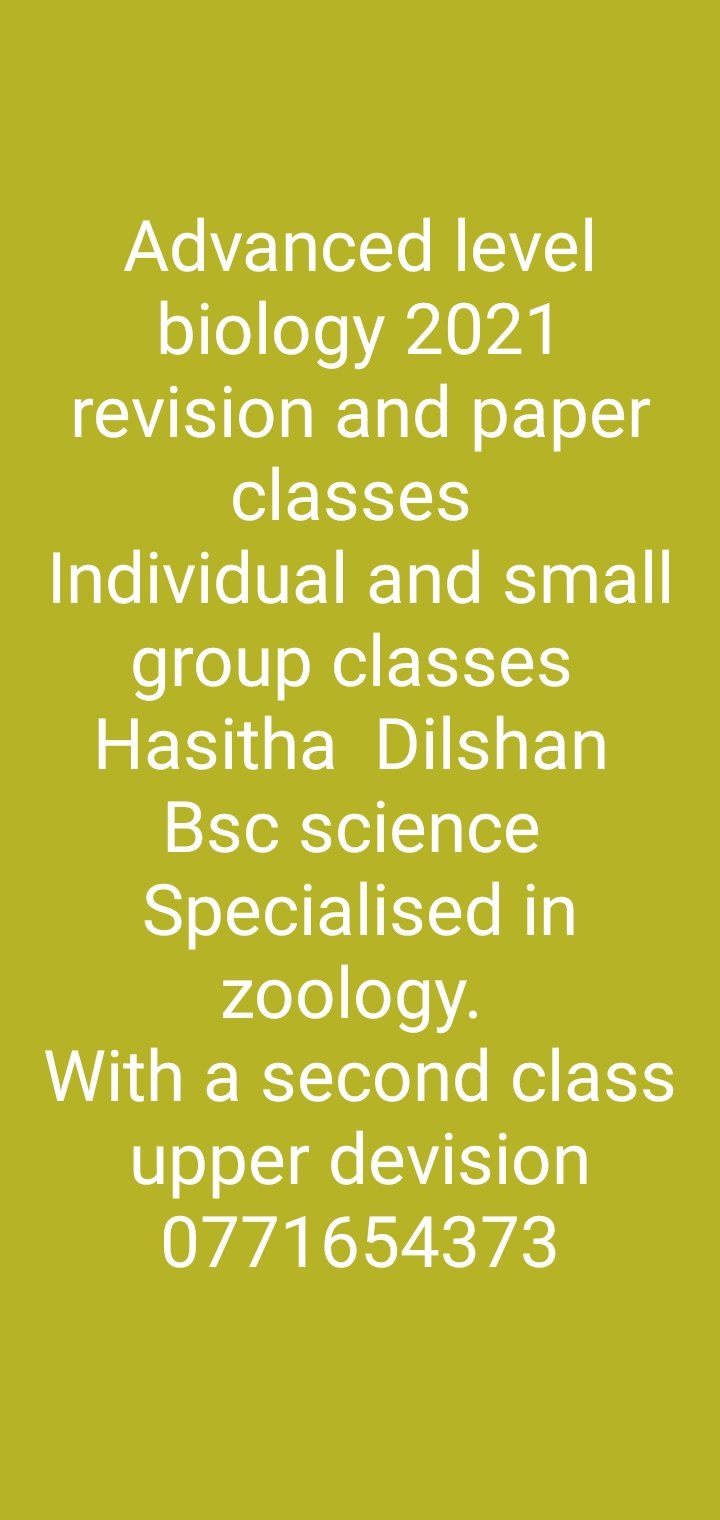 Advanced level
biology 2021
revision and paper
classes
Individual and small
group classes
Hasitha  Dilshan
Bsc science
Specialised in
zoology.
With a second class
upper devision
0771654373